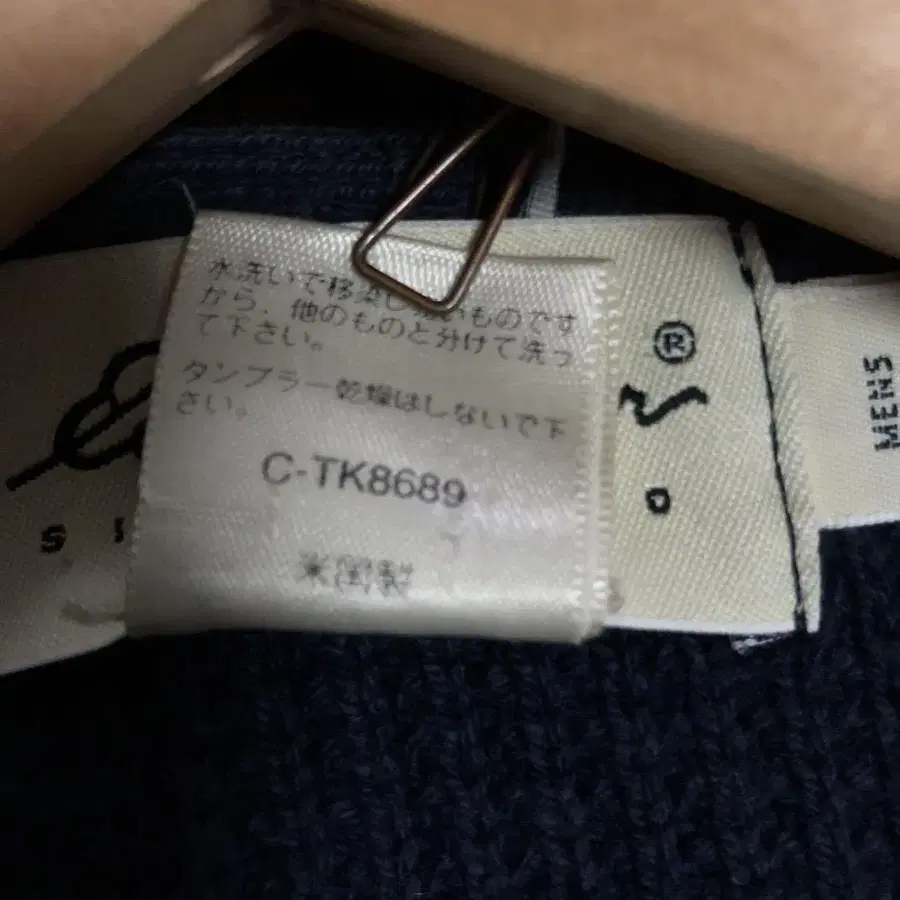 水洗いで移染し易いものです
から、他のものと分けて洗っ
て下さい。
タンブラー乾燥はしないで下
さい。
C-TK8689
米国製
®
S I
0
MENS